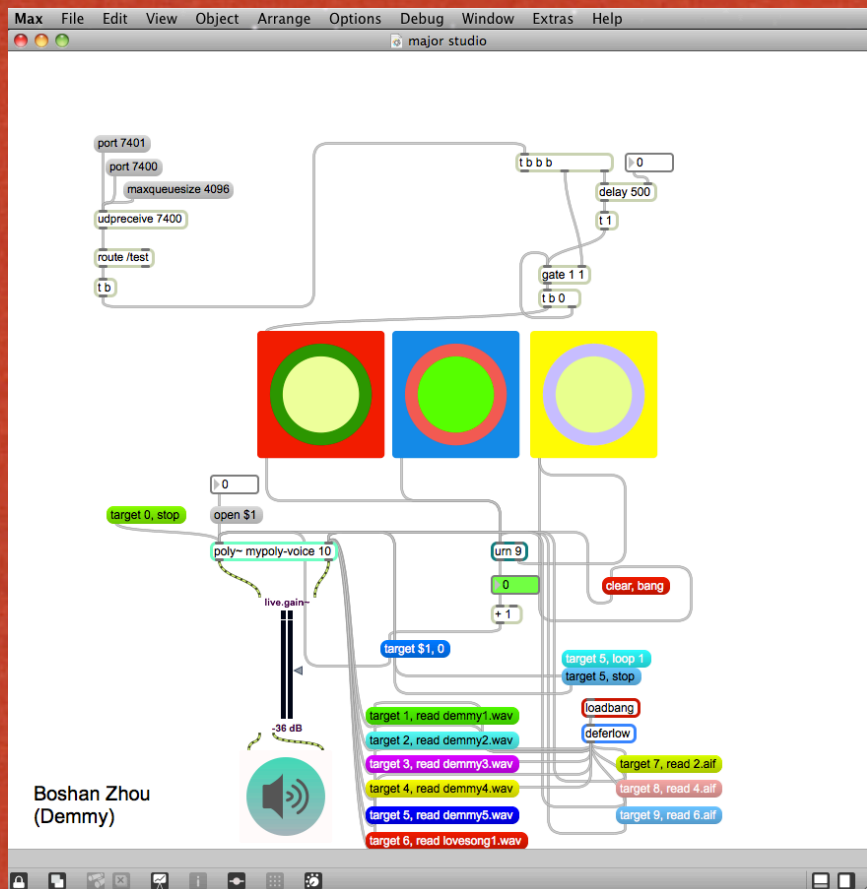 Max File Edit View Object Arrange Options Debug Window Extras Help
major studio
port 7401
port 7400
maxqueuesize 4096
udpreceive 7400
route /test
t b
t b b b
0
delay 500
t 1
gate 1 1
t b 0
0
target 0, stop
open $1
poly~ mypoly-voice 10
urn 9
0
+ 1
clear, bang
live.gain~
-36 dB
target $1, 0
target 5, loop 1
target 5, stop
loadbang
deferlow
target 1, read demmy1.wav
target 2, read demmy2.wav
target 3, read demmy3.wav
target 4, read demmy4.wav
target 5, read demmy5.wav
target 6, read lovesong1.wav
target 7, read 2.aif
target 8, read 4.aif
target 9, read 6.aif
Boshan Zhou
(Demmy)